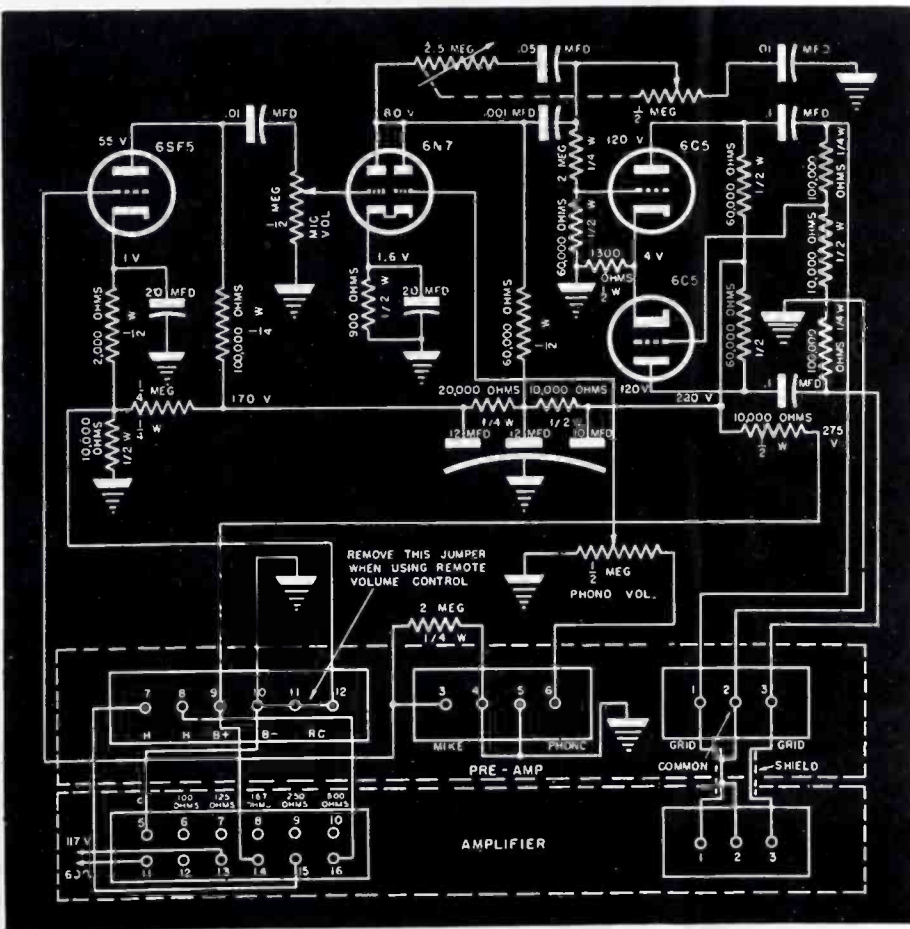 2.5 MEG
.05 MFD
.01 MFD
1/2 MEG
.01 MFD
80 V
.001 MFD
120 V
6C5
.1 MFD
55 V
6SF5
6N7
2 MEG
1/4 W
60,000 OHMS
1/2 W
100,000 OHMS 1/4 W
1/2 MEG
MIC VOL
1 V
20 MFD
2,000 OHMS
1/2 W
100,000 OHMS
1/4 W
1.6 V
900 OHMS
1/2 W
20 MFD
60,000 OHMS
1/2 W
60,000 OHMS
1/2 W
1300 OHMS
1/2 W
4 V
10,000 OHMS
1/2 W
6C5
60,000 OHMS
1/2
100,000 OHMS 1/4 W
120V
.1 MFD
1/4 MEG
W
170 V
20,000 OHMS
1/4 W
10,000 OHMS
1/2 W
10,000 OHMS
1/2 W
12 MFD
12 MFD
10 MFD
10,000 OHMS
1/2 W
275 V
REMOVE THIS JUMPER
WHEN USING REMOTE
VOLUME CONTROL
1/2 MEG
PHONO VOL.
2 MEG
1/4 W
7 8 9 10 11 12
H H B+ B- RC
3 4 5 6
MIKE PHONO
1 2 3
GRID GRID
COMMON SHIELD
PRE-AMP
100 OHMS 125 OHMS 167 OHMS 250 OHMS 500 OHMS
5 6 7 8 9 10
117 V
11 12 13 14 15 16
AMPLIFIER
1 2 3